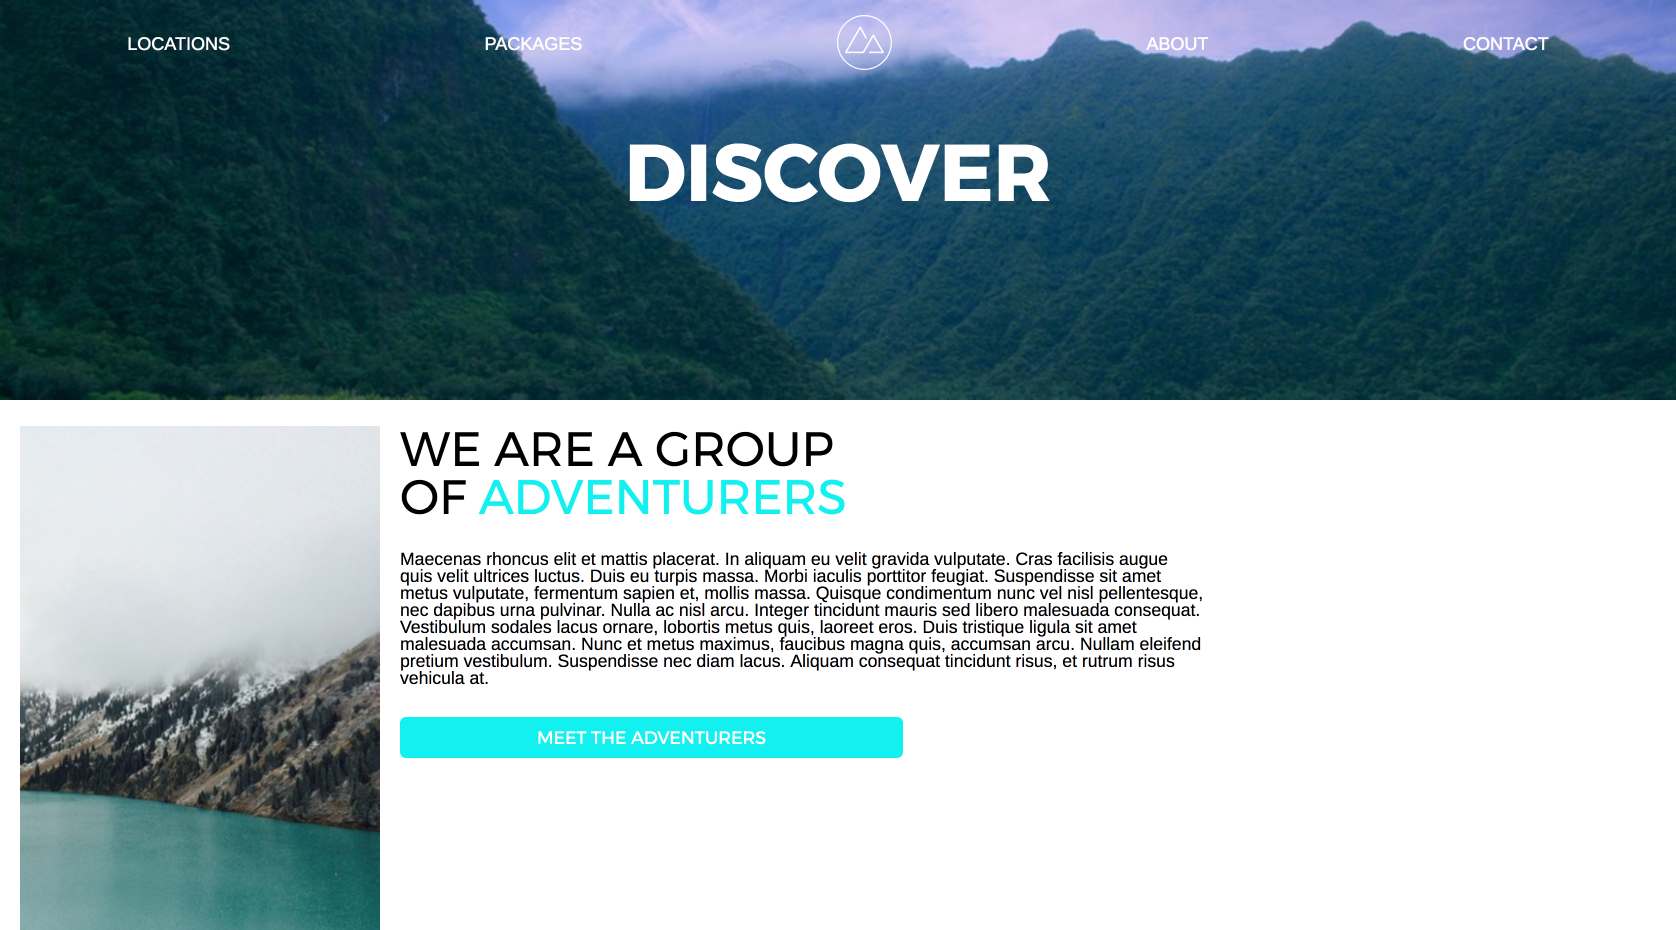 LOCATIONS PACKAGES ABOUT CONTACT
DISCOVER
WE ARE A GROUP
OF ADVENTURERS
Maecenas rhoncus elit et mattis placerat. In aliquam eu velit gravida vulputate. Cras facilisis augue
quis velit ultrices luctus. Duis eu turpis massa. Morbi iaculis porttitor feugiat. Suspendisse sit amet
metus vulputate, fermentum sapien et, mollis massa. Quisque condimentum nunc vel nisl pellentesque,
nec dapibus urna pulvinar. Nulla ac nisl arcu. Integer tincidunt mauris sed libero malesuada consequat.
Vestibulum sodales lacus ornare, lobortis metus quis, laoreet eros. Duis tristique ligula sit amet
malesuada accumsan. Nunc et metus maximus, faucibus magna quis, accumsan arcu. Nullam eleifend
pretium vestibulum. Suspendisse nec diam lacus. Aliquam consequat tincidunt risus, et rutrum risus
vehicula at.
MEET THE ADVENTURERS